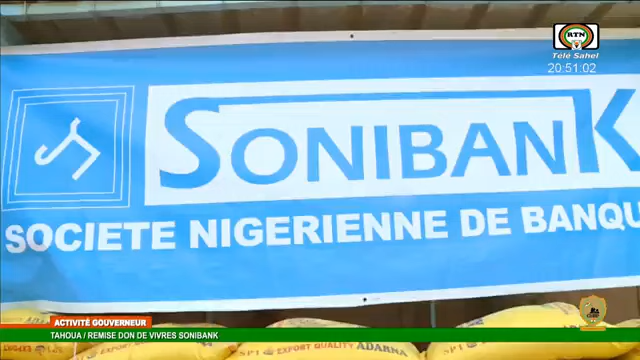 RTN
Télé Sahel
20:51:02
SONIBANK
SOCIETE NIGERIENNE DE BANQU
ACTIVITÉ GOUVERNEUR
TAHOUA / REMISE DON DE VIVRES SONIBANK
EXPORT QUALITY ADARNA